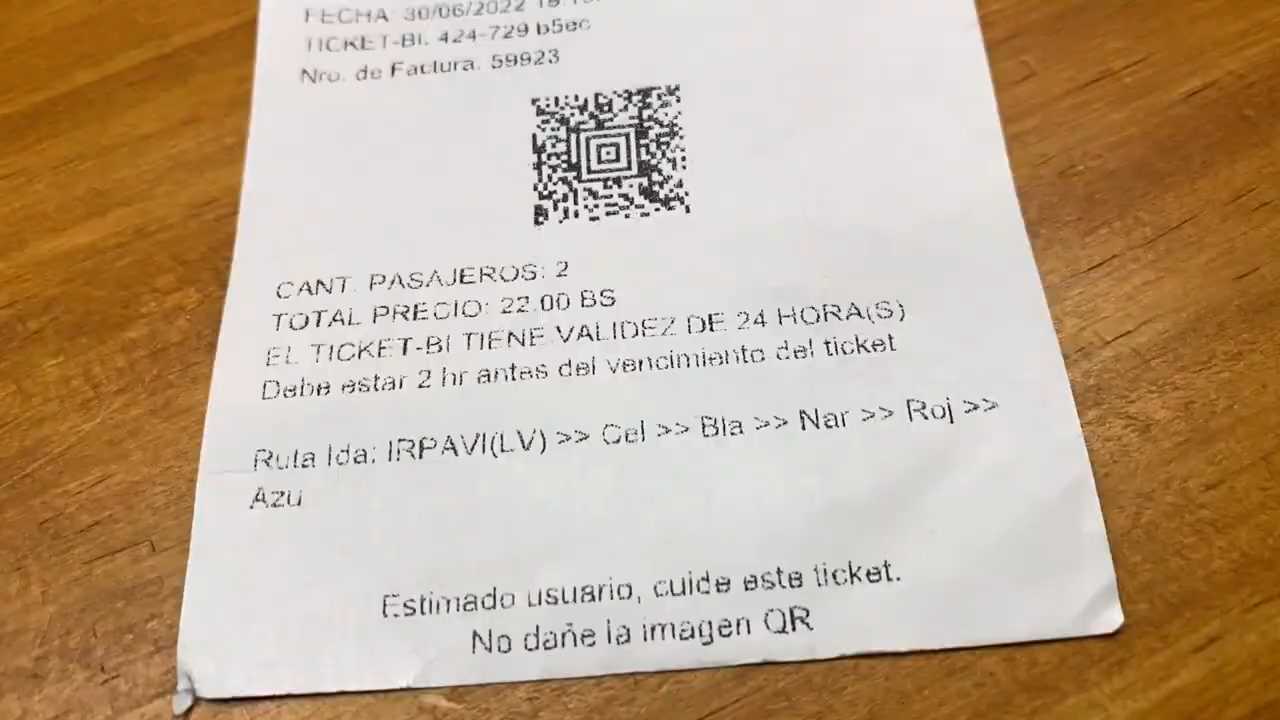 FECHA: 30/06/2022
TICKET-BI. 424-729 b5ec
Nro. de Factura. 59923
CANT. PASAJEROS: 2
TOTAL PRECIO: 22.00 BS
EL TICKET-BI TIENE VALIDEZ DE 24 HORA(S)
Debe estar 2 hr antes del vencimiento del ticket
Ruta Ida: IRPAVI(LV) >> Cel >> Bla >> Nar >> Roj >>
Azu
Estimado usuario, cuide este ticket.
No dañe la imagen QR